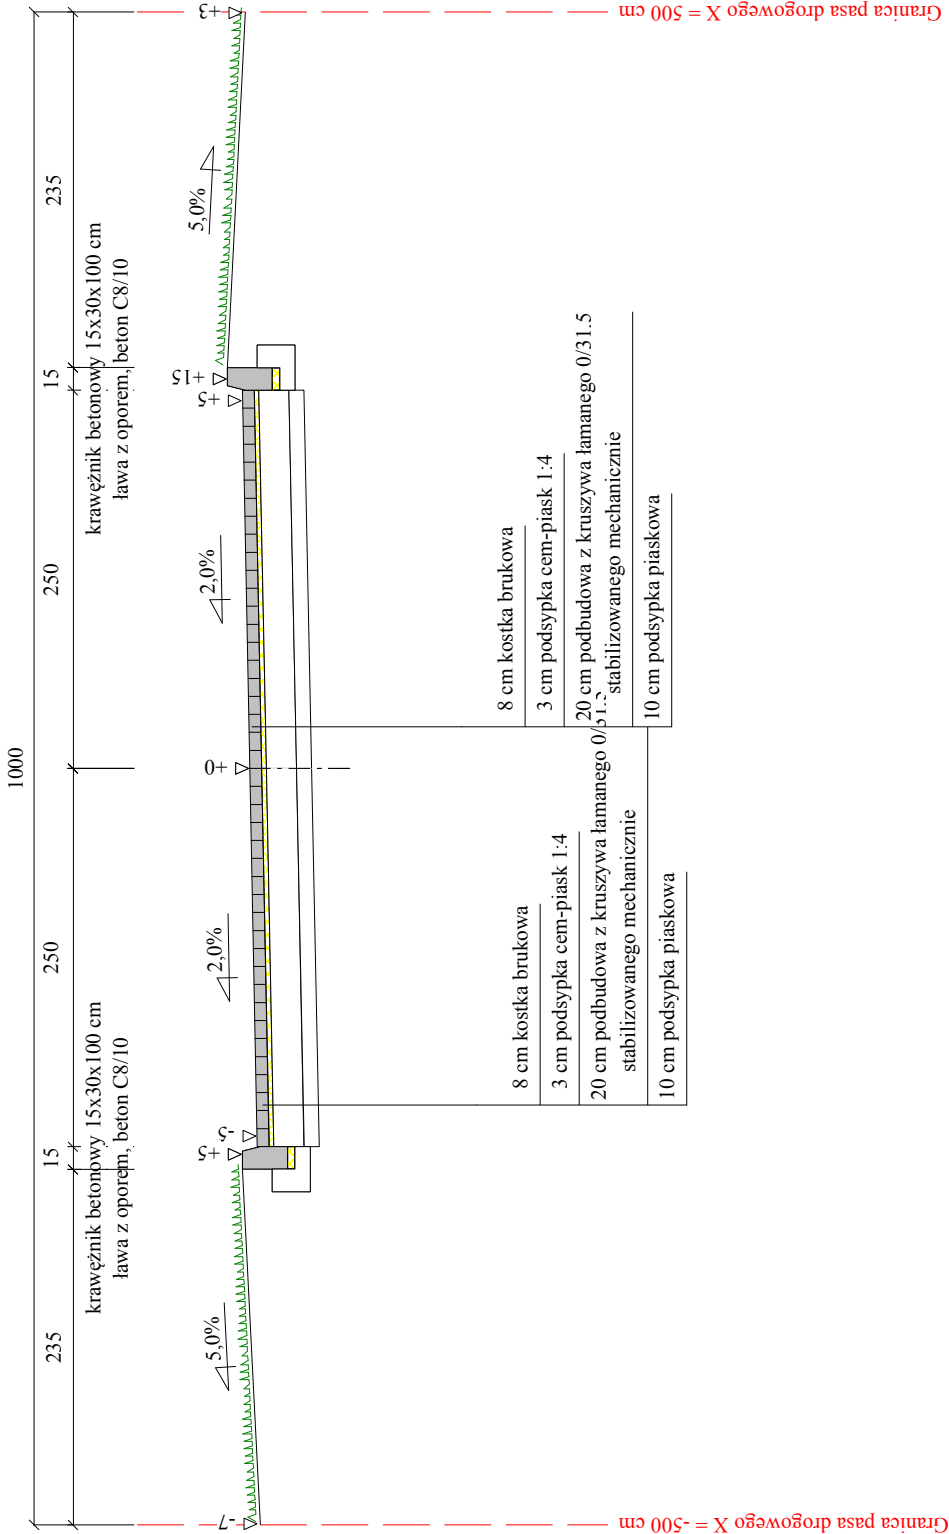 1000
235
15
250
250
15
235
krawężnik betonowy 15x30x100 cm
ława z oporem, beton C8/10
krawężnik betonowy 15x30x100 cm
ława z oporem, beton C8/10
-7
5,0%
+5
-5
2,0%
+0
2,0%
+5
+15
5,0%
+3
8 cm kostka brukowa
3 cm podsypka cem-piask 1:4
20 cm podbudowa z kruszywa łamanego 0/31.5
stabilizowanego mechanicznie
10 cm podsypka piaskowa
8 cm kostka brukowa
3 cm podsypka cem-piask 1:4
20 cm podbudowa z kruszywa łamanego 0/31.5
stabilizowanego mechanicznie
10 cm podsypka piaskowa
Granica pasa drogowego X = -500 cm
Granica pasa drogowego X = 500 cm